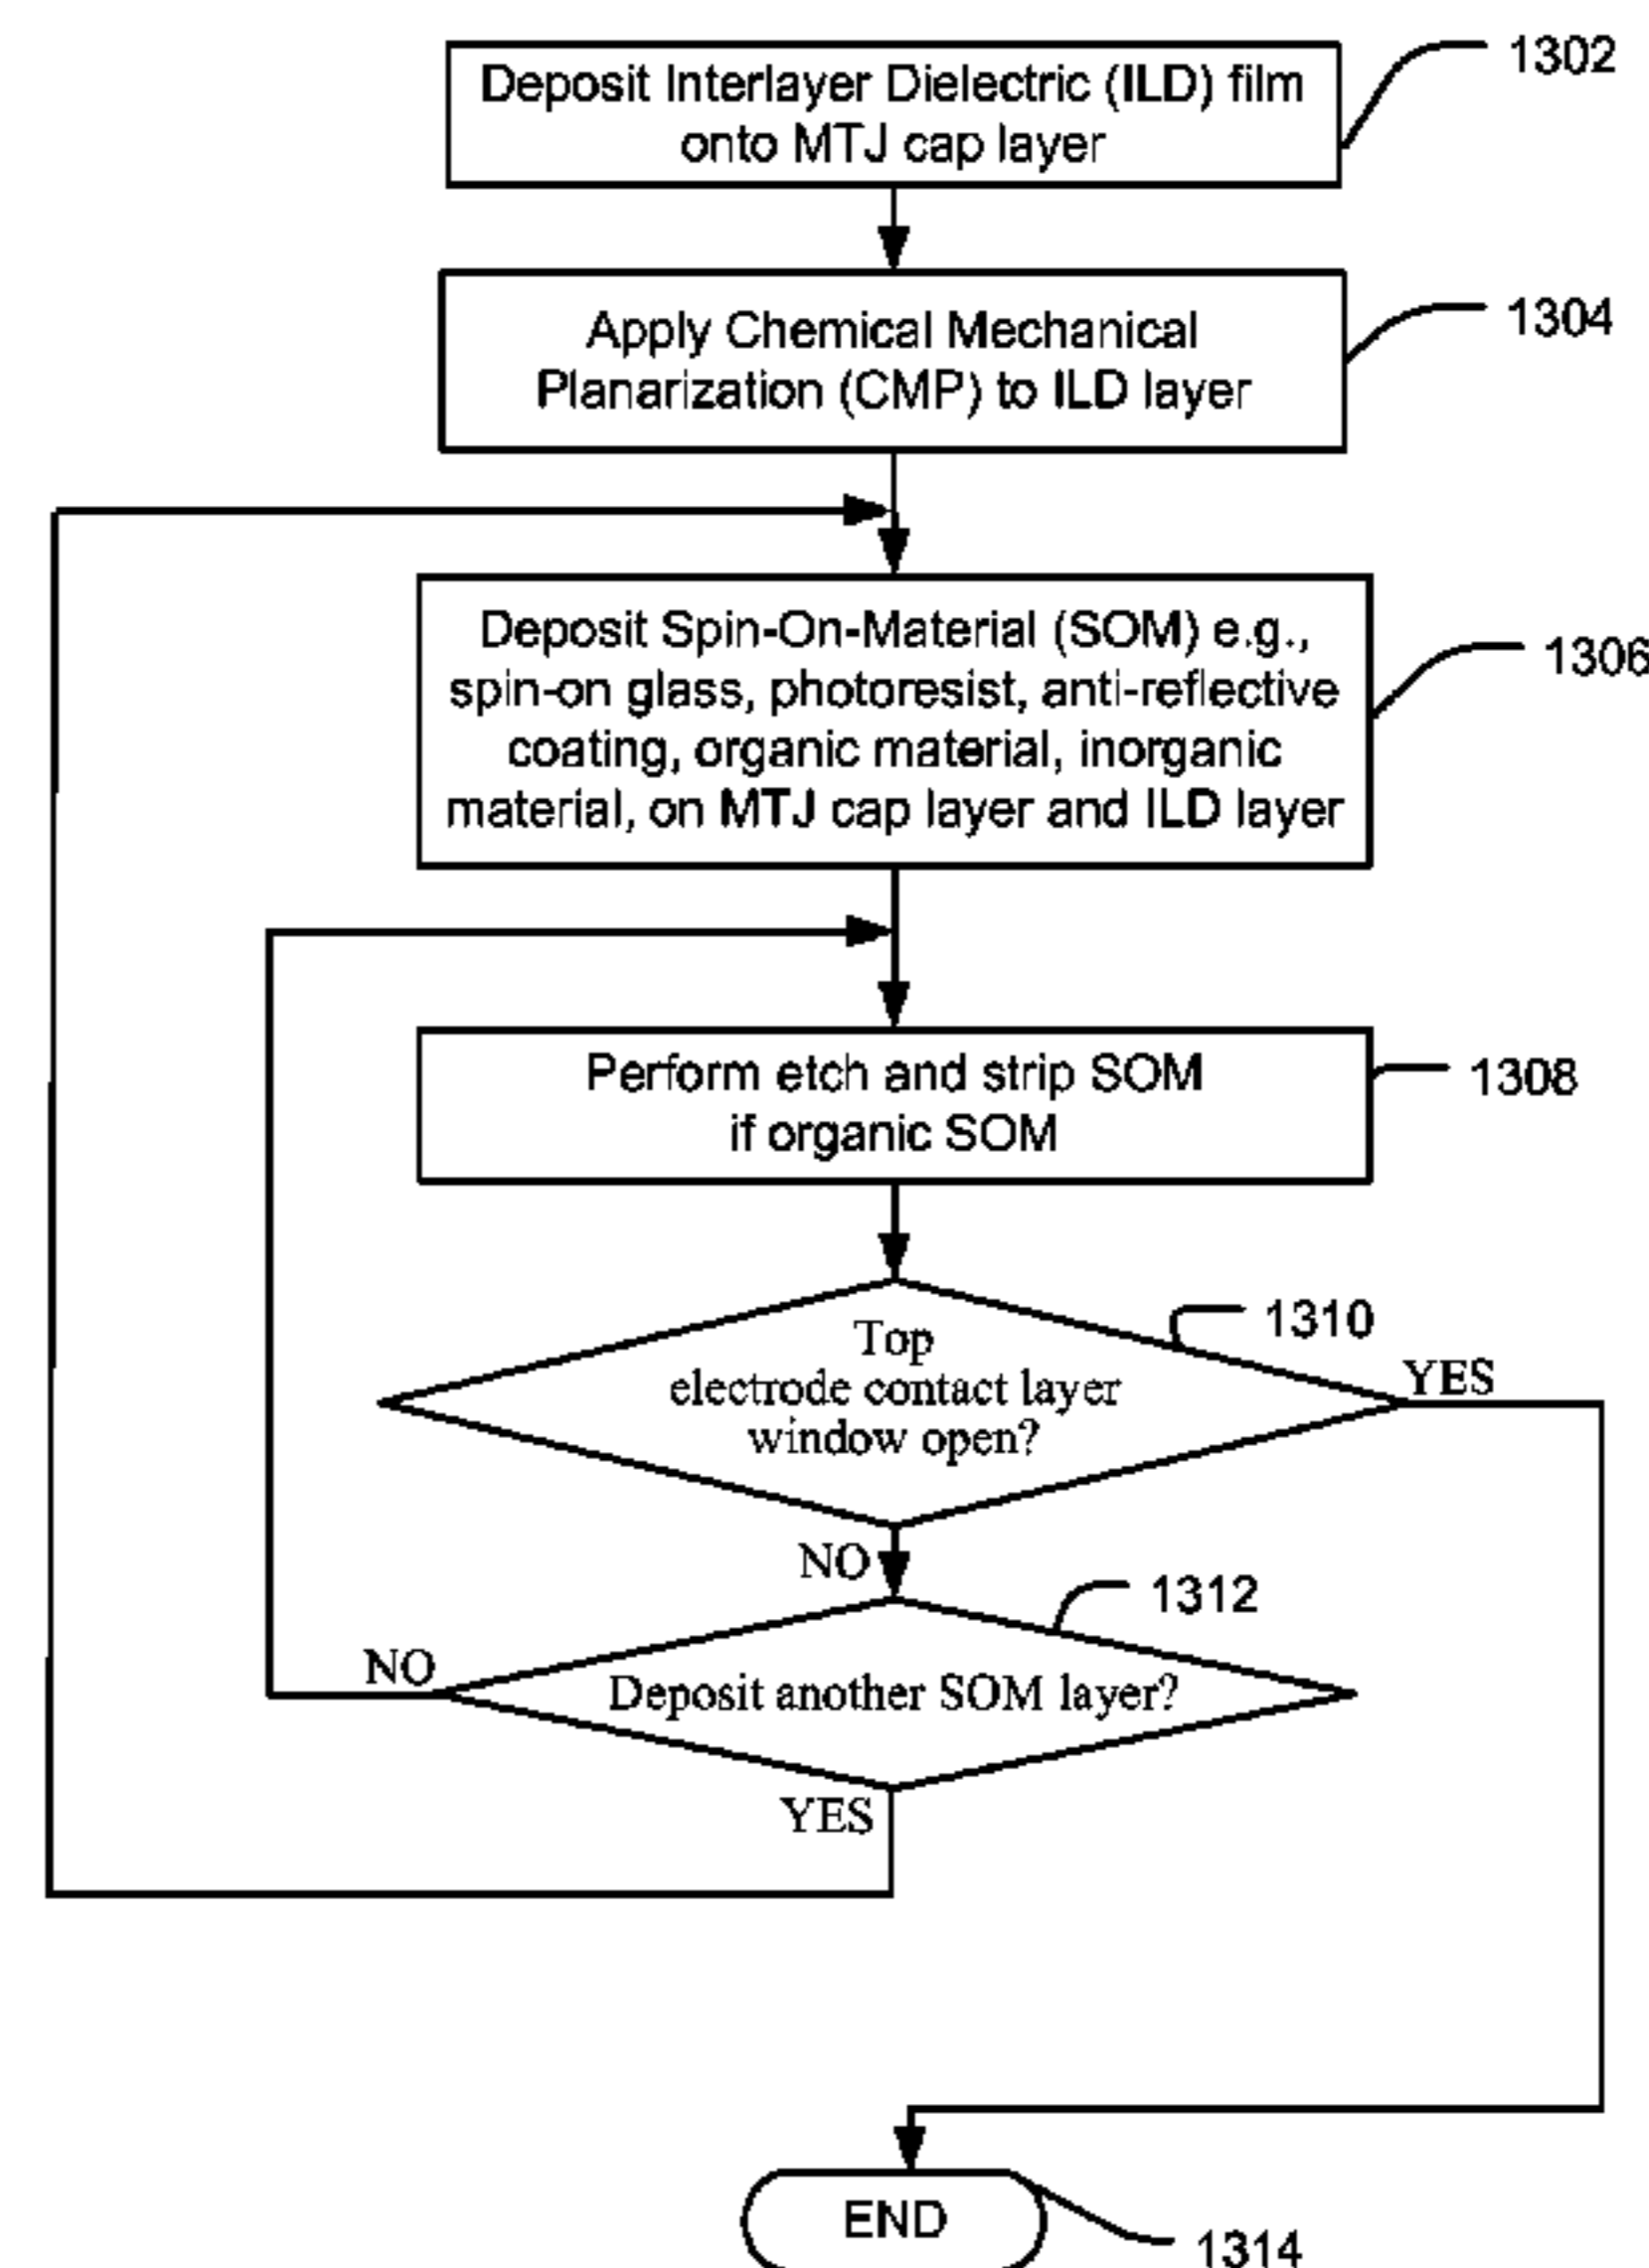 Deposit Interlayer Dielectric (ILD) film
onto MTJ cap layer
1302
Apply Chemical Mechanical
Planarization (CMP) to ILD layer
1304
Deposit Spin-On-Material (SOM) e.g.,
spin-on glass, photoresist, anti-reflective
coating, organic material, inorganic
material, on MTJ cap layer and ILD layer
1306
Perform etch and strip SOM
if organic SOM
1308
Top
electrode contact layer
window open?
1310
YES
NO
1312
Deposit another SOM layer?
NO
YES
END
1314